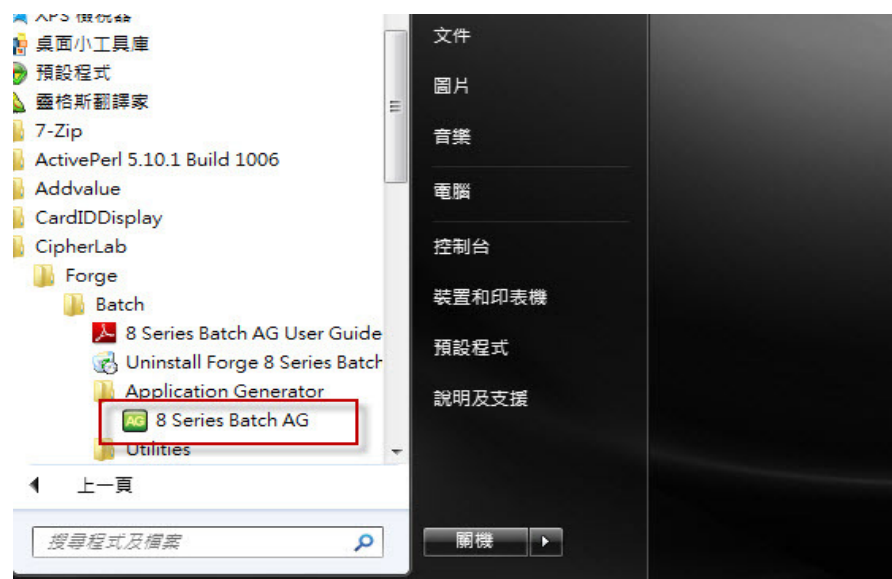 XPS 檢視器
桌面小工具庫
預設程式
靈格斯翻譯家
7-Zip
ActivePerl 5.10.1 Build 1006
Addvalue
CardIDDisplay
CipherLab
Forge
Batch
8 Series Batch AG User Guide
Uninstall Forge 8 Series Batch
Application Generator
AG
8 Series Batch AG
Utilities
上一頁
搜尋程式及檔案
文件
圖片
音樂
電腦
控制台
裝置和印表機
預設程式
說明及支援
關機